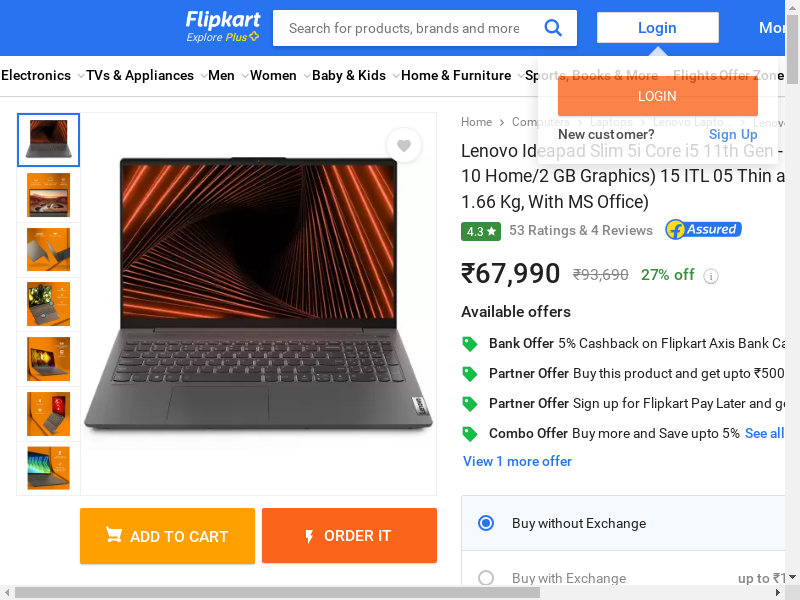 Flipkart
Explore Plus
Search for products, brands and more
Login
Mor
Electronics
TVs & Appliances
Men
Women
Baby & Kids
Home & Furniture
Sports, Books & More
Flights
Offer Zone
LOGIN
New customer?
Sign Up
Home
Computers
Laptops
Lenovo Lapto...
Lenovo
Lenovo Ideapad Slim 5i Core i5 11th Gen -
10 Home/2 GB Graphics) 15 ITL 05 Thin a
1.66 Kg, With MS Office)
4.3
53 Ratings & 4 Reviews
Assured
₹67,990
₹93,690
27% off
Available offers
Bank Offer 5% Cashback on Flipkart Axis Bank Ca
Partner Offer Buy this product and get upto ₹500
Partner Offer Sign up for Flipkart Pay Later and ge
Combo Offer Buy more and Save upto 5% See all
View 1 more offer
ADD TO CART
ORDER IT
Buy without Exchange
Buy with Exchange
up to ₹1